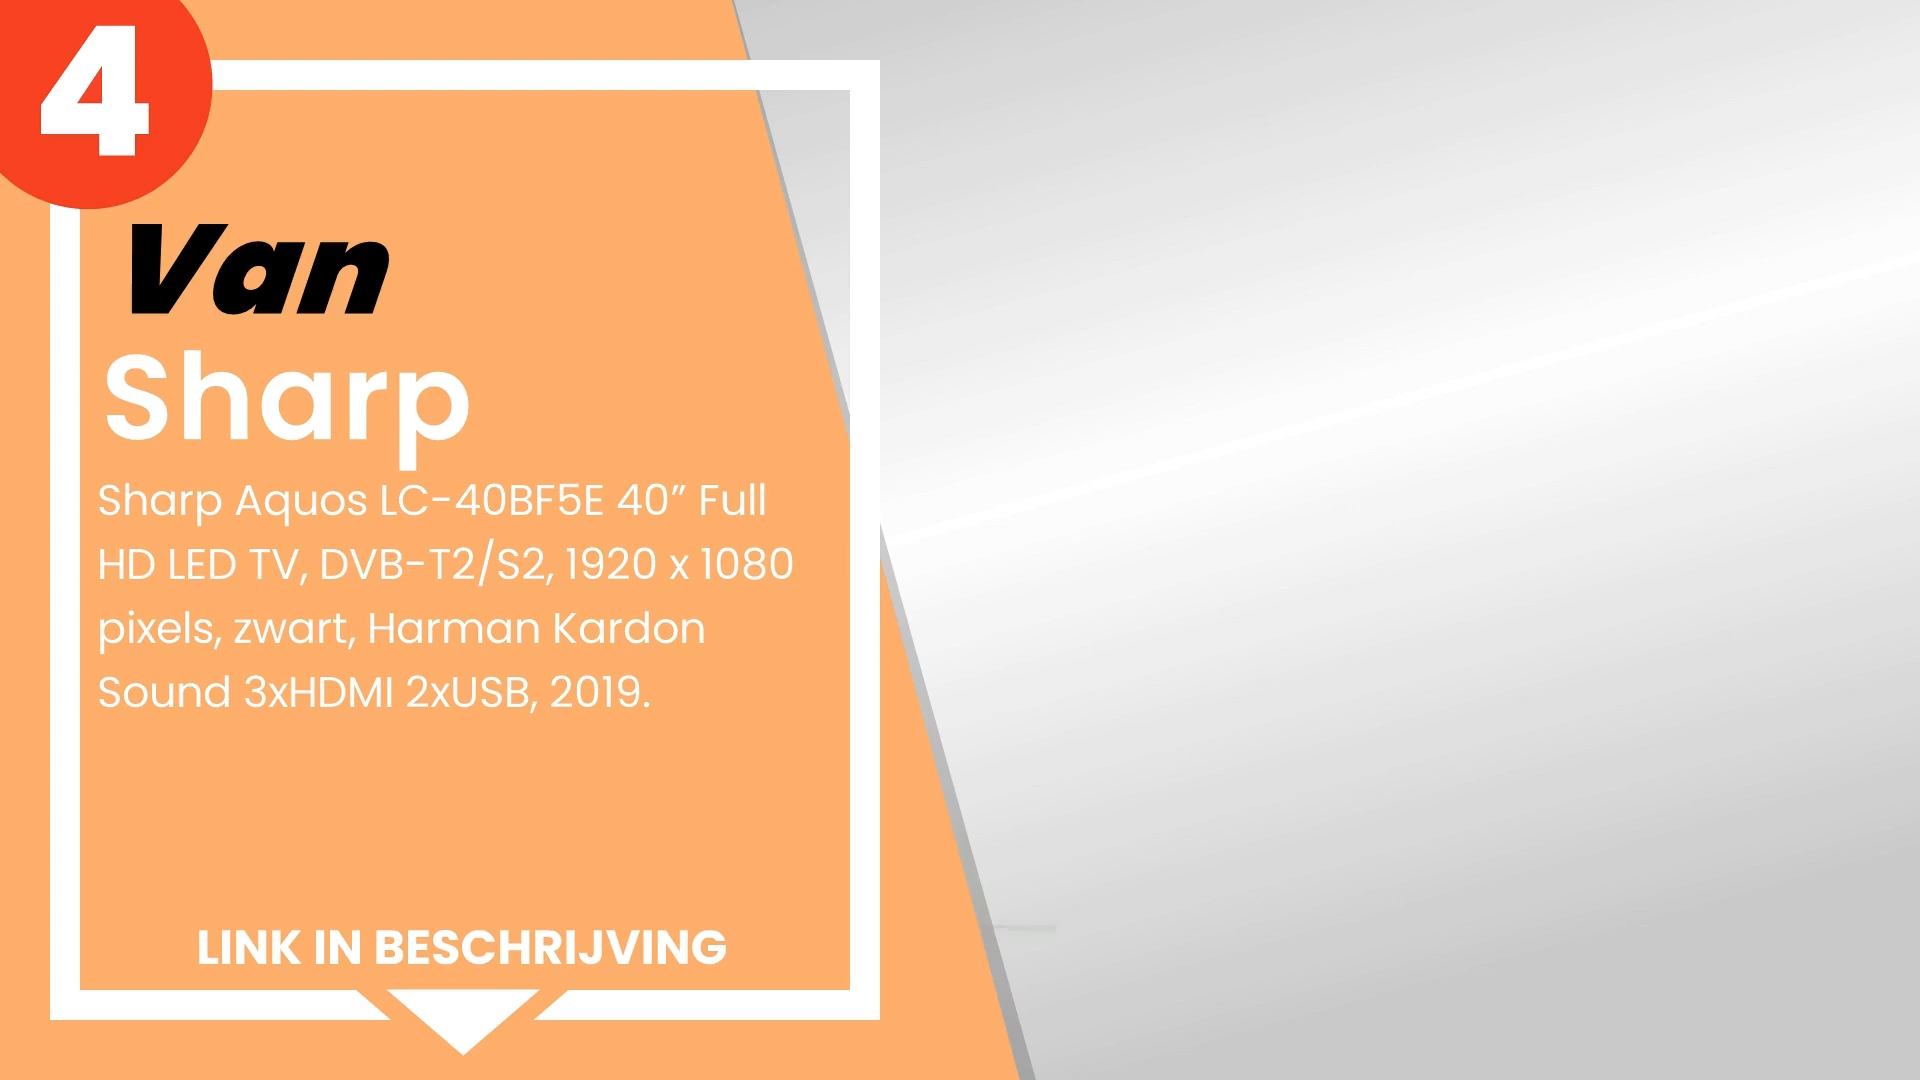 4
Van
Sharp
Sharp Aquos LC-40BF5E 40” Full
HD LED TV, DVB-T2/S2, 1920 x 1080
pixels, zwart, Harman Kardon
Sound 3xHDMI 2xUSB, 2019.
LINK IN BESCHRIJVING